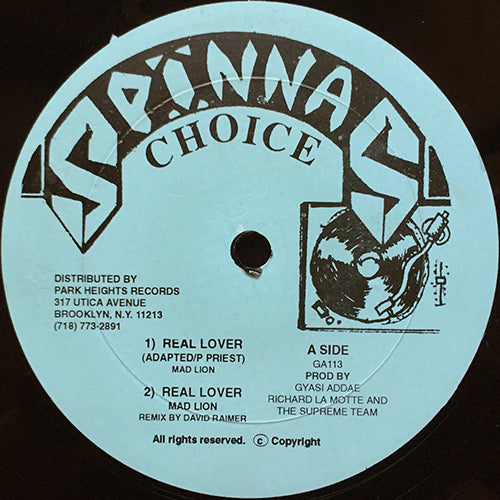 SPINNAS
CHOICE
DISTRIBUTED BY
PARK HEIGHTS RECORDS
317 UTICA AVENUE
BROOKLYN, N.Y. 11213
(718) 773-2891
1) REAL LOVER
(ADAPTED/P PRIEST)
MAD LION
2) REAL LOVER
MAD LION
REMIX BY DAVID RAIMER
A SIDE
GA113
PROD BY
GYASI ADDAE
RICHARD LA MOTTE AND
THE SUPREME TEAM
All rights reserved. © Copyright